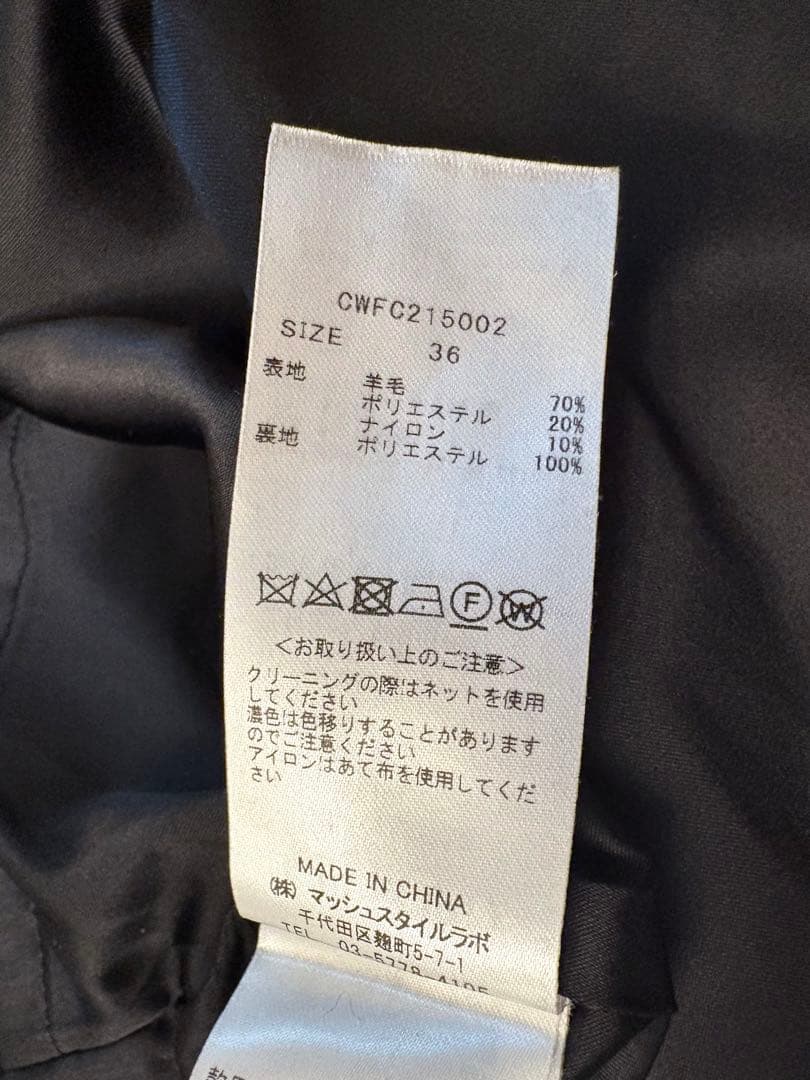 CWFC215002
SIZE 36
表地 羊毛 70%
ポリエステル 20%
ナイロン 10%
裏地 ポリエステル 100%
F
W
<お取り扱い上のご注意>
クリーニングの際はネットを使用
してください
濃色は色移りすることがあります
のでご注意ください
アイロンはあて布を使用してくだ
さい
MADE IN CHINA
(株) マッシュスタイルラボ
千代田区麹町5-7-1
TEL 03-5778-4105